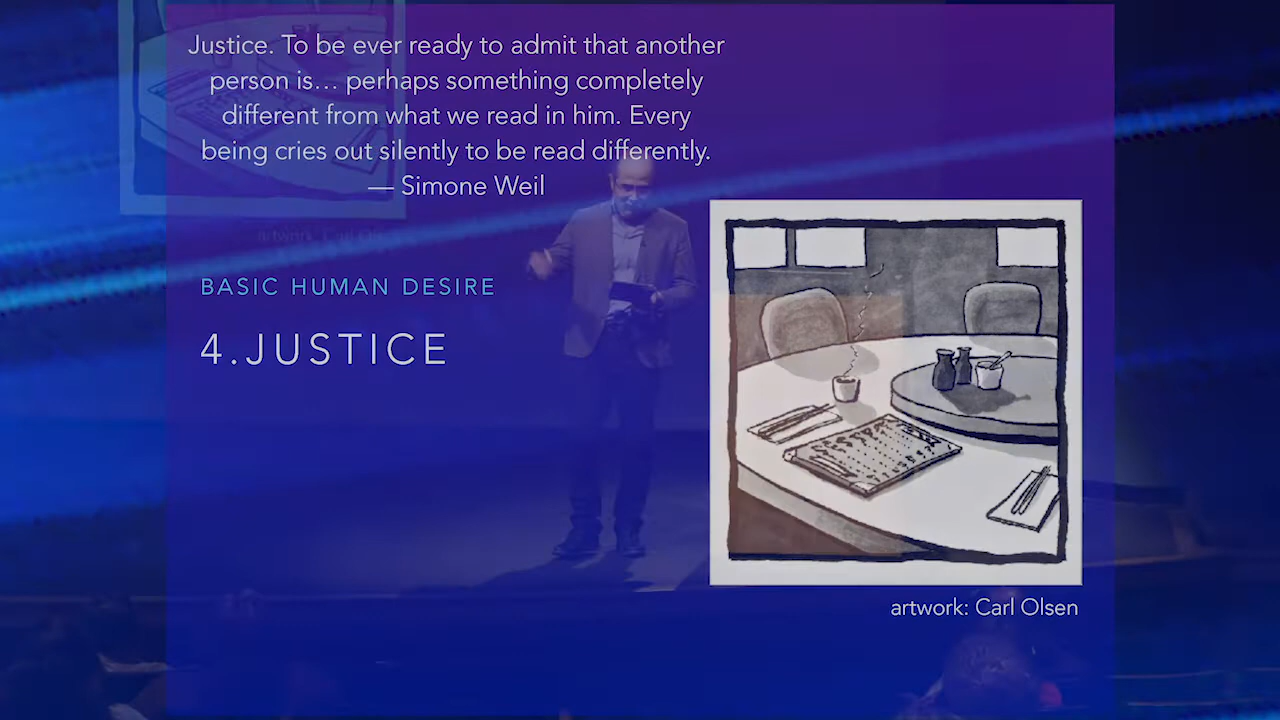 Justice. To be ever ready to admit that another
person is... perhaps something completely
different from what we read in him. Every
being cries out silently to be read differently.
— Simone Weil
BASIC HUMAN DESIRE
4.JUSTICE
artwork: Carl Olsen